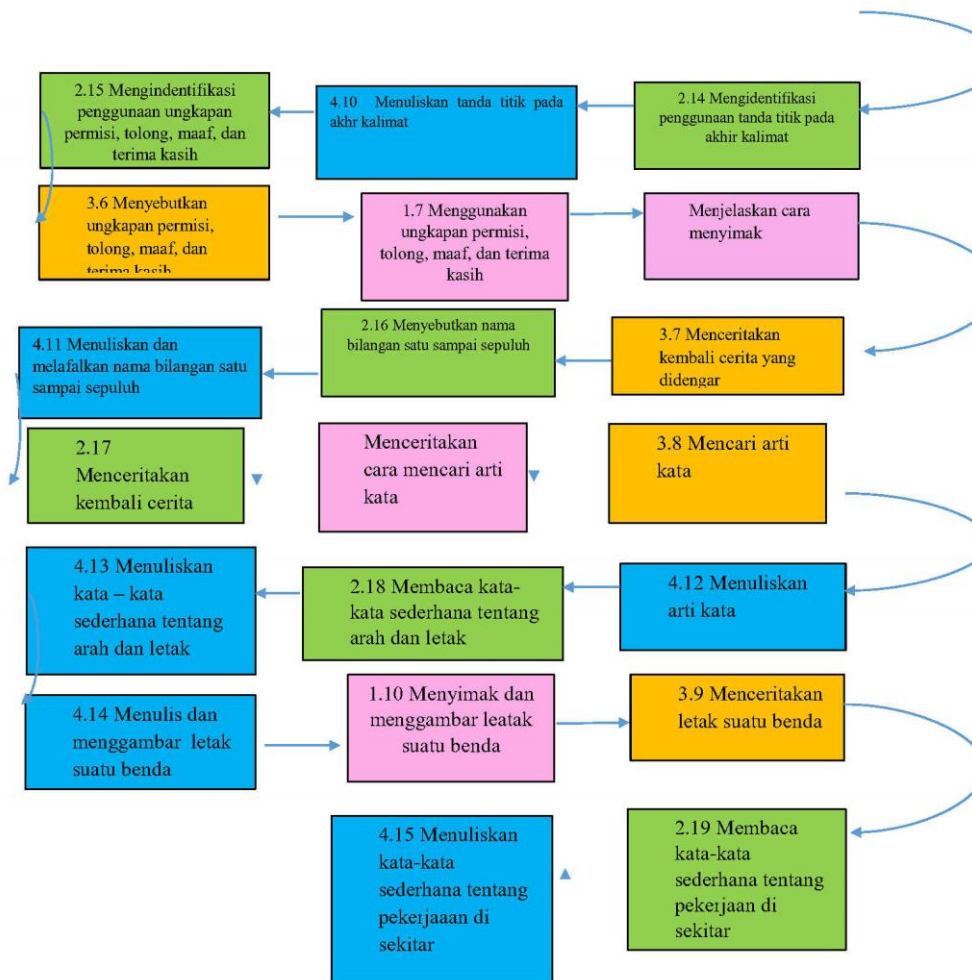 2.15 Mengindentifikasi
penggunaan ungkapan
permisi, tolong, maaf, dan
terima kasih
4.10 Menuliskan tanda titik pada
akhr kalimat
2.14 Mengidentifikasi
penggunaan tanda titik pada
akhir kalimat
3.6 Menyebutkan
ungkapan permisi,
tolong, maaf, dan
terima kasih
1.7 Menggunakan
ungkapan permisi,
tolong, maaf, dan terima
kasih
Menjelaskan cara
menyimak
4.11 Menuliskan dan
melafalkan nama bilangan satu
sampai sepuluh
2.16 Menyebutkan nama
bilangan satu sampai sepuluh
3.7 Menceritakan
kembali cerita yang
didengar
2.17
Menceritakan
kembali cerita
Menceritakan
cara mencari arti
kata
3.8 Mencari arti
kata
4.13 Menuliskan
kata – kata
sederhana tentang
arah dan letak
2.18 Membaca kata-
kata sederhana tentang
arah dan letak
4.12 Menuliskan
arti kata
4.14 Menulis dan
menggambar letak
suatu benda
1.10 Menyimak dan
menggambar leatak
suatu benda
3.9 Menceritakan
letak suatu benda
4.15 Menuliskan
kata-kata
sederhana tentang
pekerjaaan di
sekitar
2.19 Membaca
kata-kata
sederhana tentang
pekerjaan di
sekitar